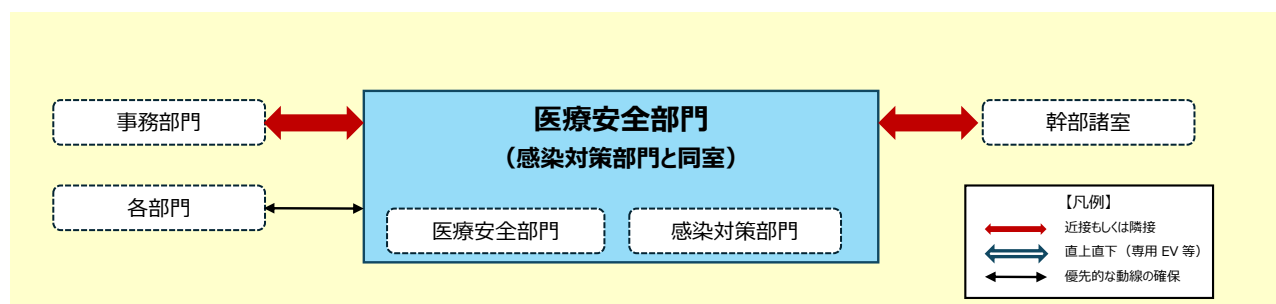 事務部門
医療安全部門
（感染対策部門と同室）
幹部諸室
各部門
医療安全部門
感染対策部門
【凡例】
近接もしくは隣接
直上直下（専用 EV 等）
優先的な動線の確保